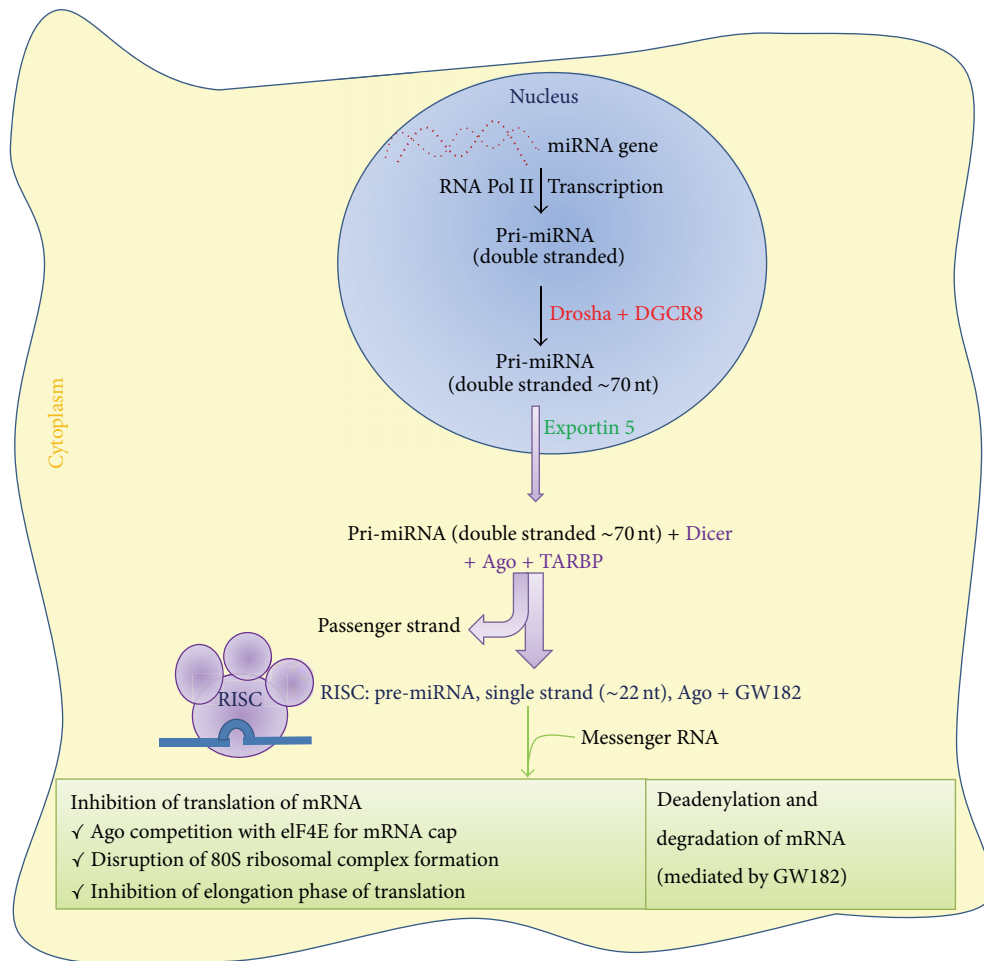 Nucleus
miRNA gene
RNA Pol II Transcription
Pri-miRNA
(double stranded)
Drosha + DGCR8
Pri-miRNA
(double stranded ~70 nt)
Exportin 5
Cytoplasm
Pri-miRNA (double stranded ~70 nt) + Dicer
+ Ago + TARBP
Passenger strand
RISC
RISC: pre-miRNA, single strand (~22 nt), Ago + GW182
Messenger RNA
Inhibition of translation of mRNA
✓ Ago competition with elF4E for mRNA cap
✓ Disruption of 80S ribosomal complex formation
✓ Inhibition of elongation phase of translation
Deadenylation and
degradation of mRNA
(mediated by GW182)